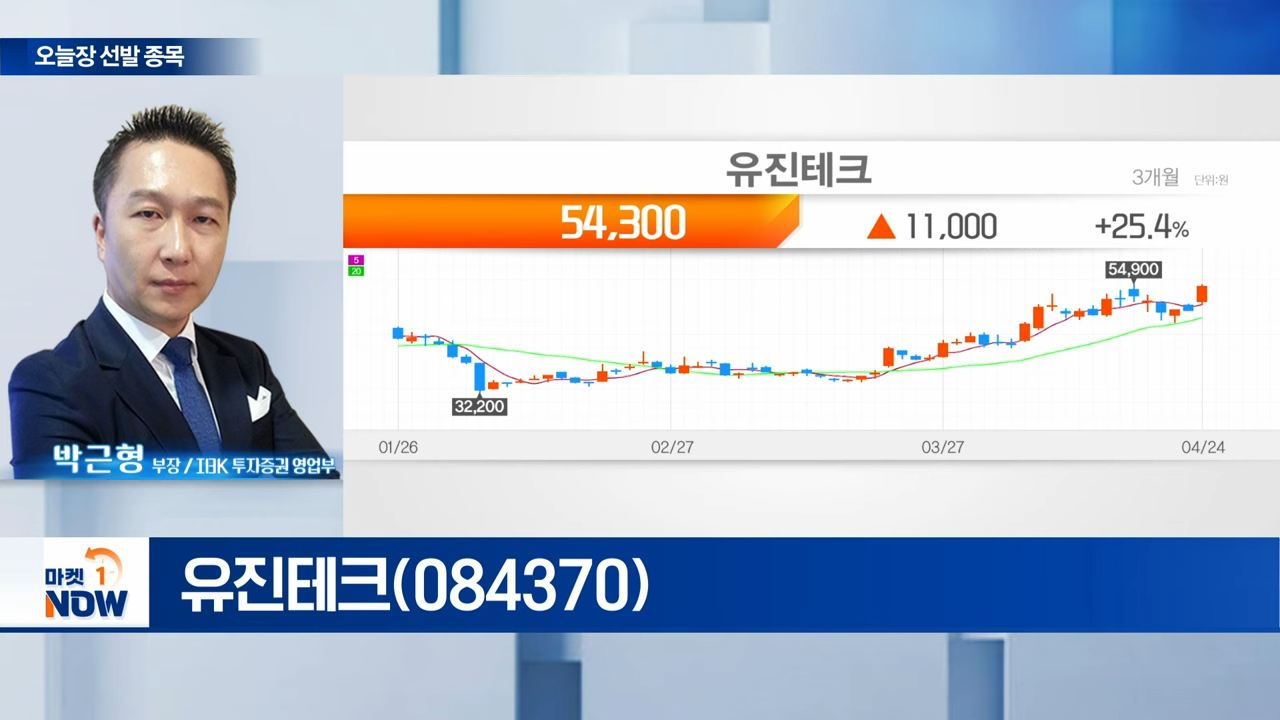 오늘장 선발 종목
유진테크
3개월 단위:원
54,300 ▲ 11,000 +25.4%
5
20
54,900
32,200
01/26 02/27 03/27 04/24
박근형 부장 / IBK 투자증권 영업부
마켓 1
NOW
유진테크(084370)